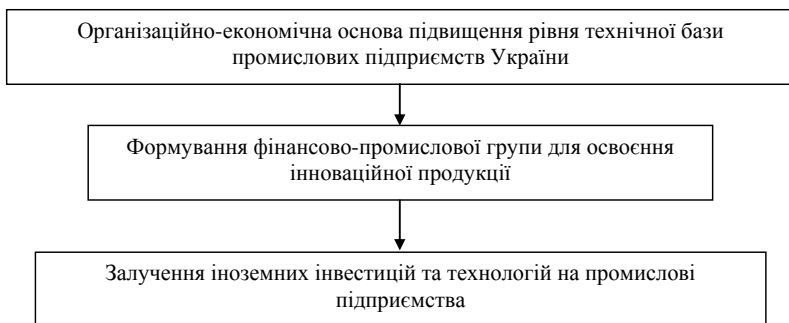 Організаційно-економічна основа підвищення рівня технічної бази
промислових підприємств України
Формування фінансово-промислової групи для освоєння
інноваційної продукції
Залучення іноземних інвестицій та технологій на промислові
підприємства